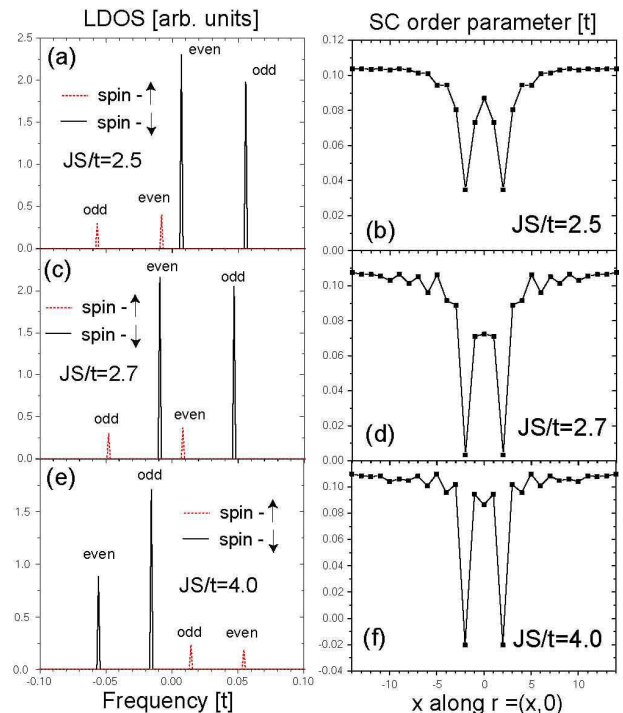 LDOS [arb. units]
SC order parameter [t]
(a)
even
odd
spin - ↑
spin - ↓
JS/t=2.5
odd
even
2.5
2.0
1.5
1.0
0.5
0.0
(b)
JS/t=2.5
0.12
0.10
0.08
0.06
0.04
0.02
0.00
(c)
even
odd
spin - ↑
spin - ↓
JS/t=2.7
odd
even
2.0
1.5
1.0
0.5
0.0
(d)
JS/t=2.7
0.10
0.08
0.06
0.04
0.02
0.00
(e)
odd
even
spin - ↑
spin - ↓
JS/t=4.0
odd
even
1.5
1.0
0.5
0.0
-0.10 -0.05 0.00 0.05 0.10
Frequency [t]
(f)
JS/t=4.0
0.10
0.08
0.06
0.04
0.02
0.00
-0.02
-0.04
-10 -5 0 5 10
x along r =(x,0)